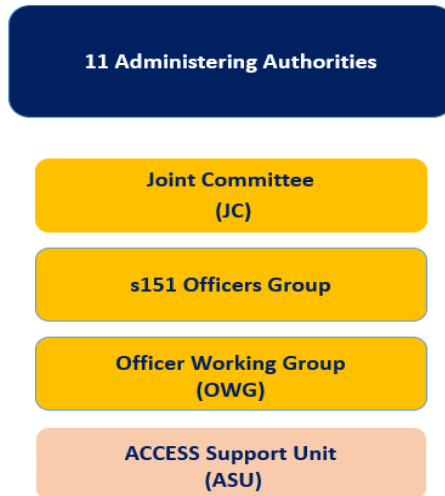 11 Administering Authorities
Joint Committee
(JC)
s151 Officers Group
Officer Working Group
(OWG)
ACCESS Support Unit
(ASU)